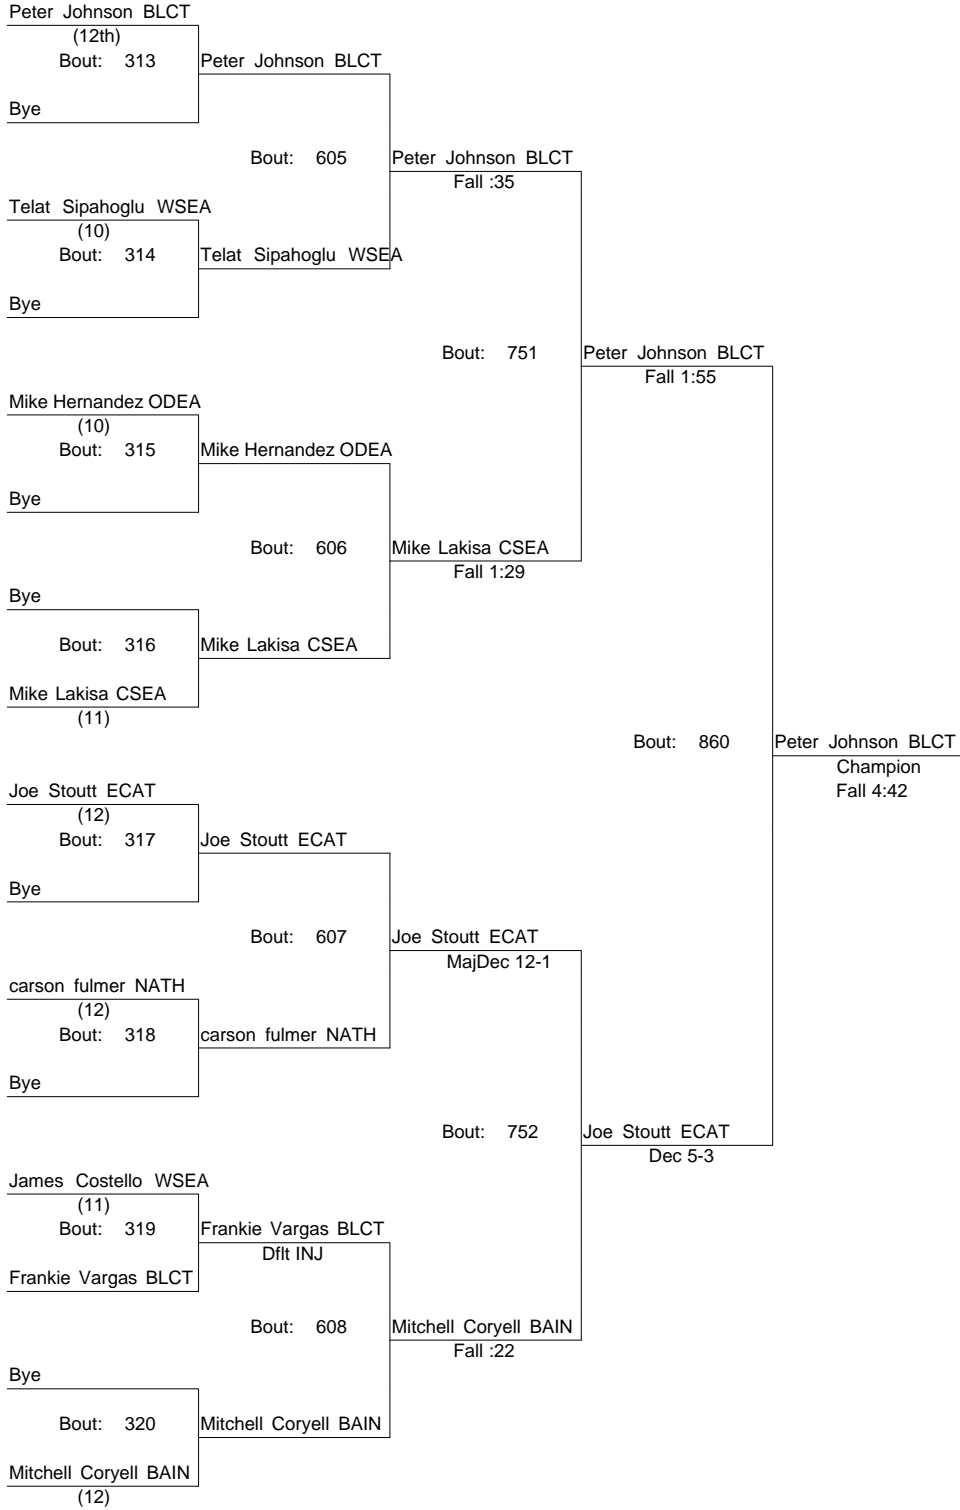 Peter Johnson BLCT
(12th)
Bout: 313
Peter Johnson BLCT
Bye
Bout: 605
Peter Johnson BLCT
Fall :35
Telat Sipahoglu WSEA
(10)
Bout: 314
Telat Sipahoglu WSEA
Bye
Bout: 751
Peter Johnson BLCT
Fall 1:55
Mike Hernandez ODEA
(10)
Bout: 315
Mike Hernandez ODEA
Bye
Bout: 606
Mike Lakisa CSEA
Fall 1:29
Bye
Bout: 316
Mike Lakisa CSEA
Mike Lakisa CSEA
(11)
Bout: 860
Peter Johnson BLCT
Champion
Fall 4:42
Joe Stoutt ECAT
(12)
Bout: 317
Joe Stoutt ECAT
Bye
Bout: 607
Joe Stoutt ECAT
MajDec 12-1
carson fulmer NATH
(12)
Bout: 318
carson fulmer NATH
Bye
Bout: 752
Joe Stoutt ECAT
Dec 5-3
James Costello WSEA
(11)
Bout: 319
Frankie Vargas BLCT
Dflt INJ
Frankie Vargas BLCT
Bout: 608
Mitchell Coryell BAIN
Fall :22
Bye
Bout: 320
Mitchell Coryell BAIN
Mitchell Coryell BAIN
(12)